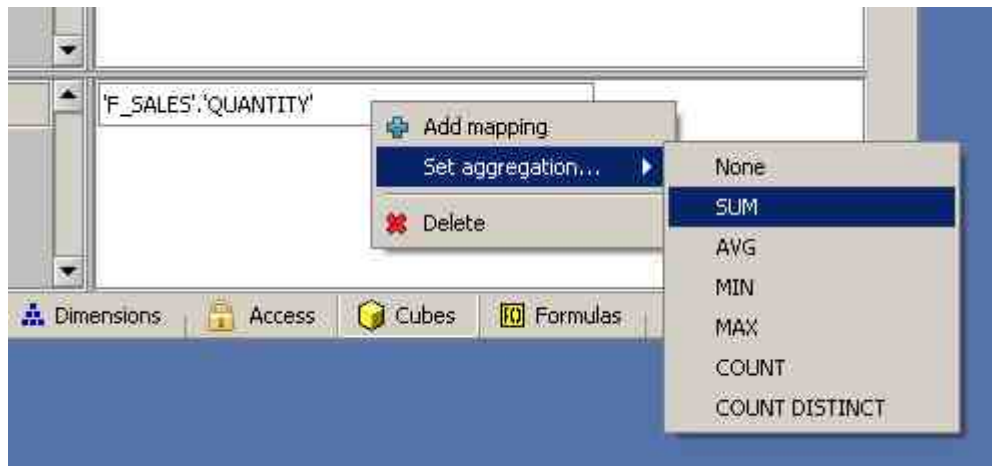 'F_SALES'.'QUANTITY'
Add mapping
Set aggregation...
Delete
None
SUM
AVG
MIN
MAX
COUNT
COUNT DISTINCT
Dimensions
Access
Cubes
Formulas